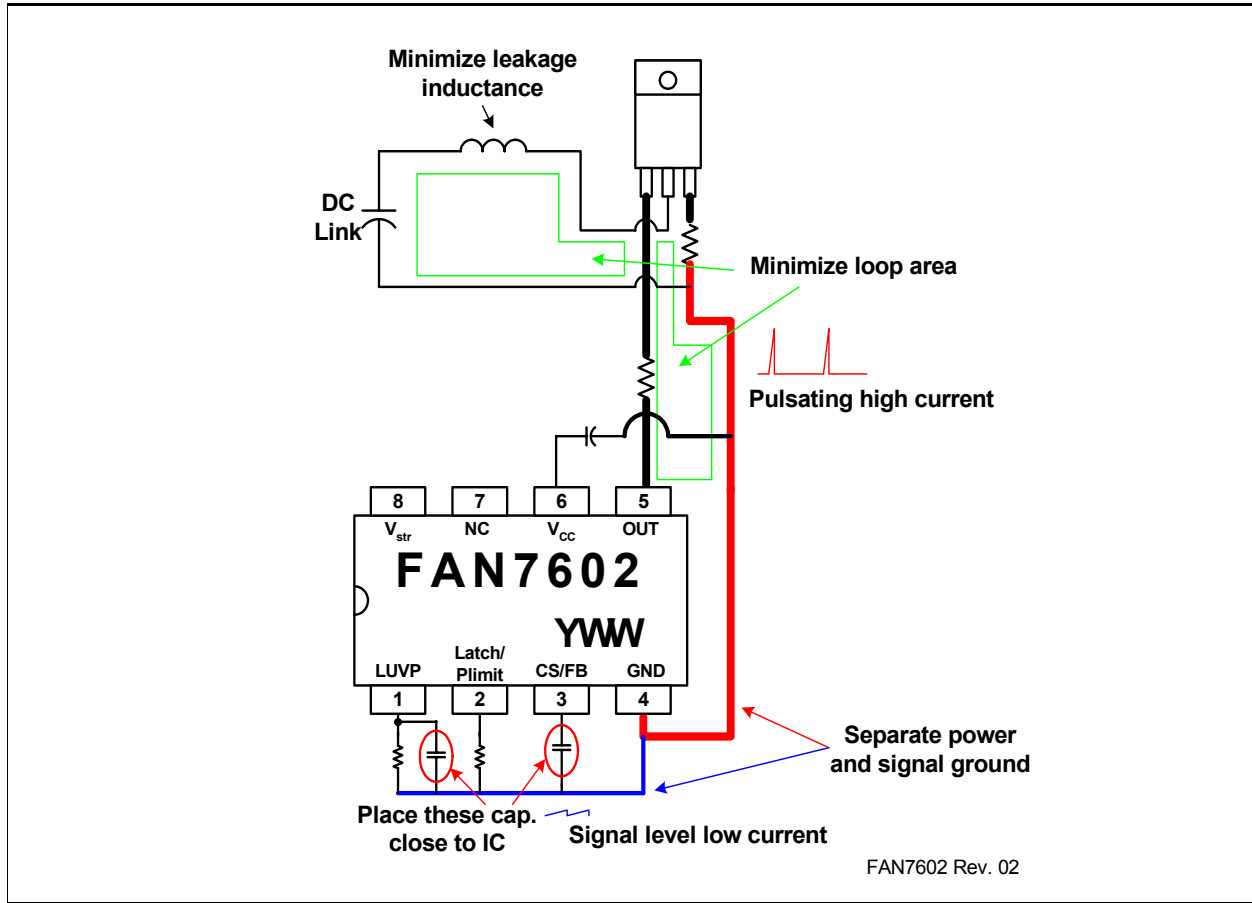 Minimize leakage
inductance
DC
Link
Minimize loop area
Pulsating high current
8
7
6
5
Vstr
NC
VCC
OUT
FAN7602
YWW
LUVP
Latch/
Plimit
CS/FB
GND
1
2
3
4
Separate power
and signal ground
Place these cap.
close to IC
Signal level low current
FAN7602 Rev. 02